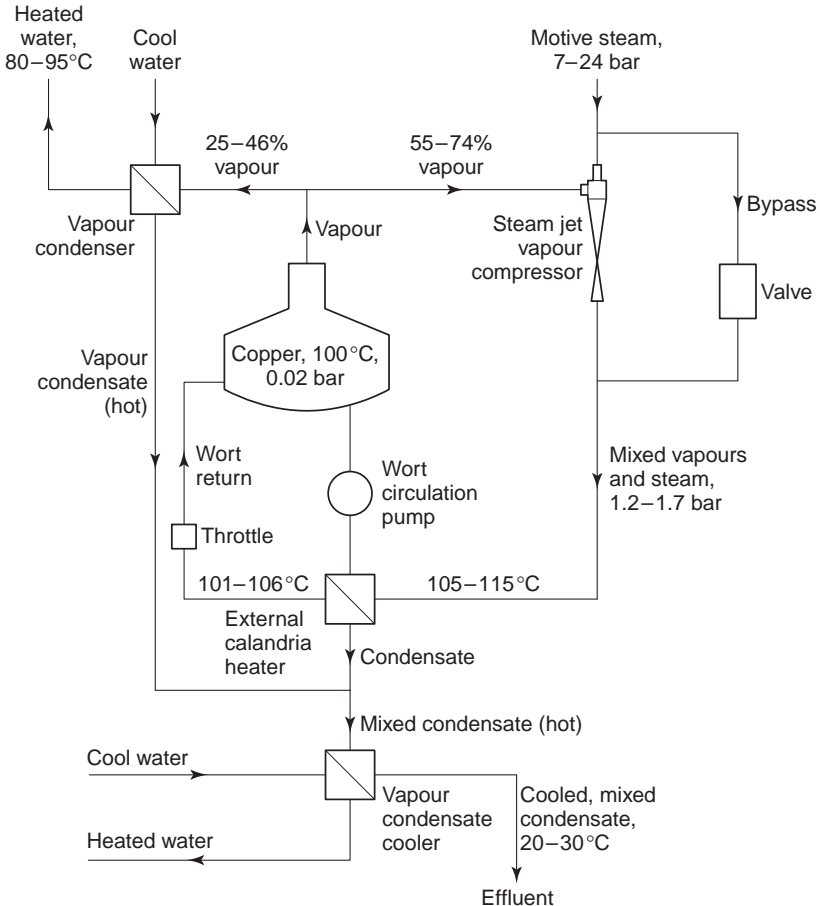 Heated
water,
80–95°C
Cool
water
Motive steam,
7–24 bar
25–46%
vapour
55–74%
vapour
Bypass
Vapour
condenser
Vapour
Steam jet
vapour
compressor
Valve
Copper, 100°C,
0.02 bar
Vapour
condensate
(hot)
Wort
return
Wort
circulation
pump
Mixed vapours
and steam,
1.2–1.7 bar
Throttle
101–106°C
105–115°C
External
calandria
heater
Condensate
Mixed condensate (hot)
Cool water
Vapour
condensate
cooler
Cooled, mixed
condensate,
20–30°C
Heated water
Effluent